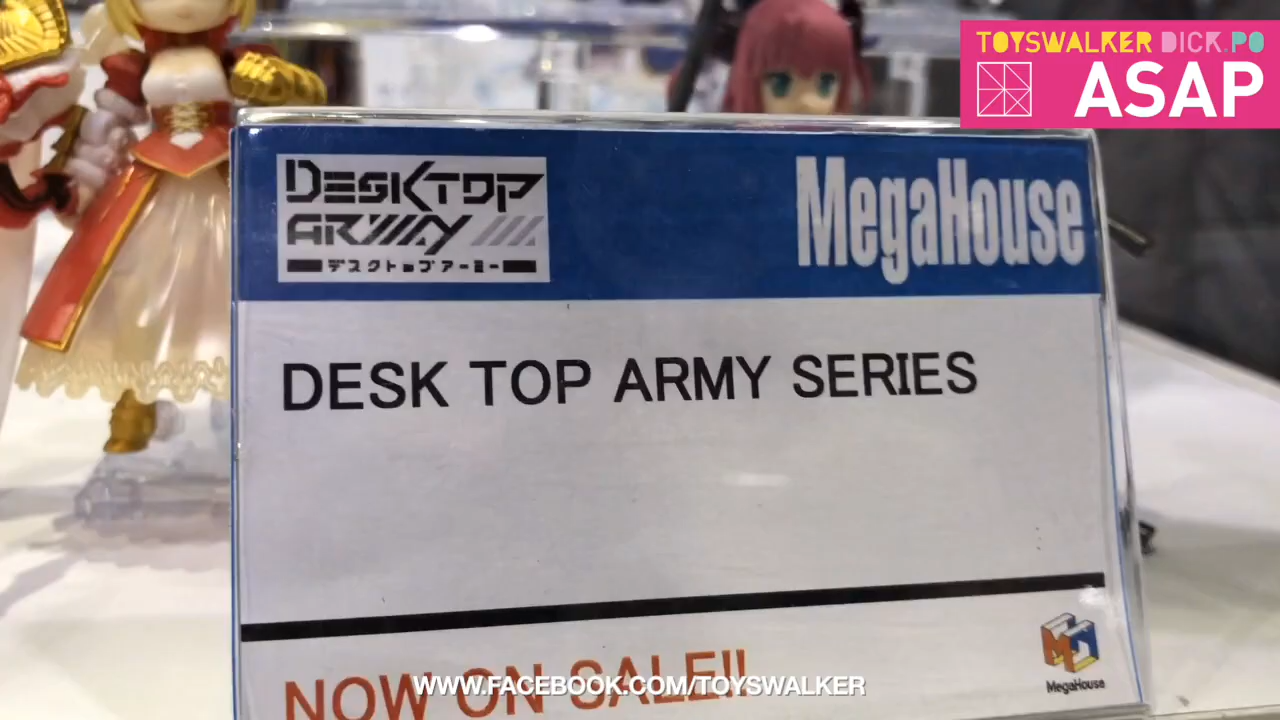 TOYSWALKER DICK.PO
ASAP
DESKTOP
ARMY
デスクトップアーミー
MegaHouse
DESK TOP ARMY SERIES
NOW ON SALE!!
MegaHouse
WWW.FACEBOOK.COM/TOYSWALKER